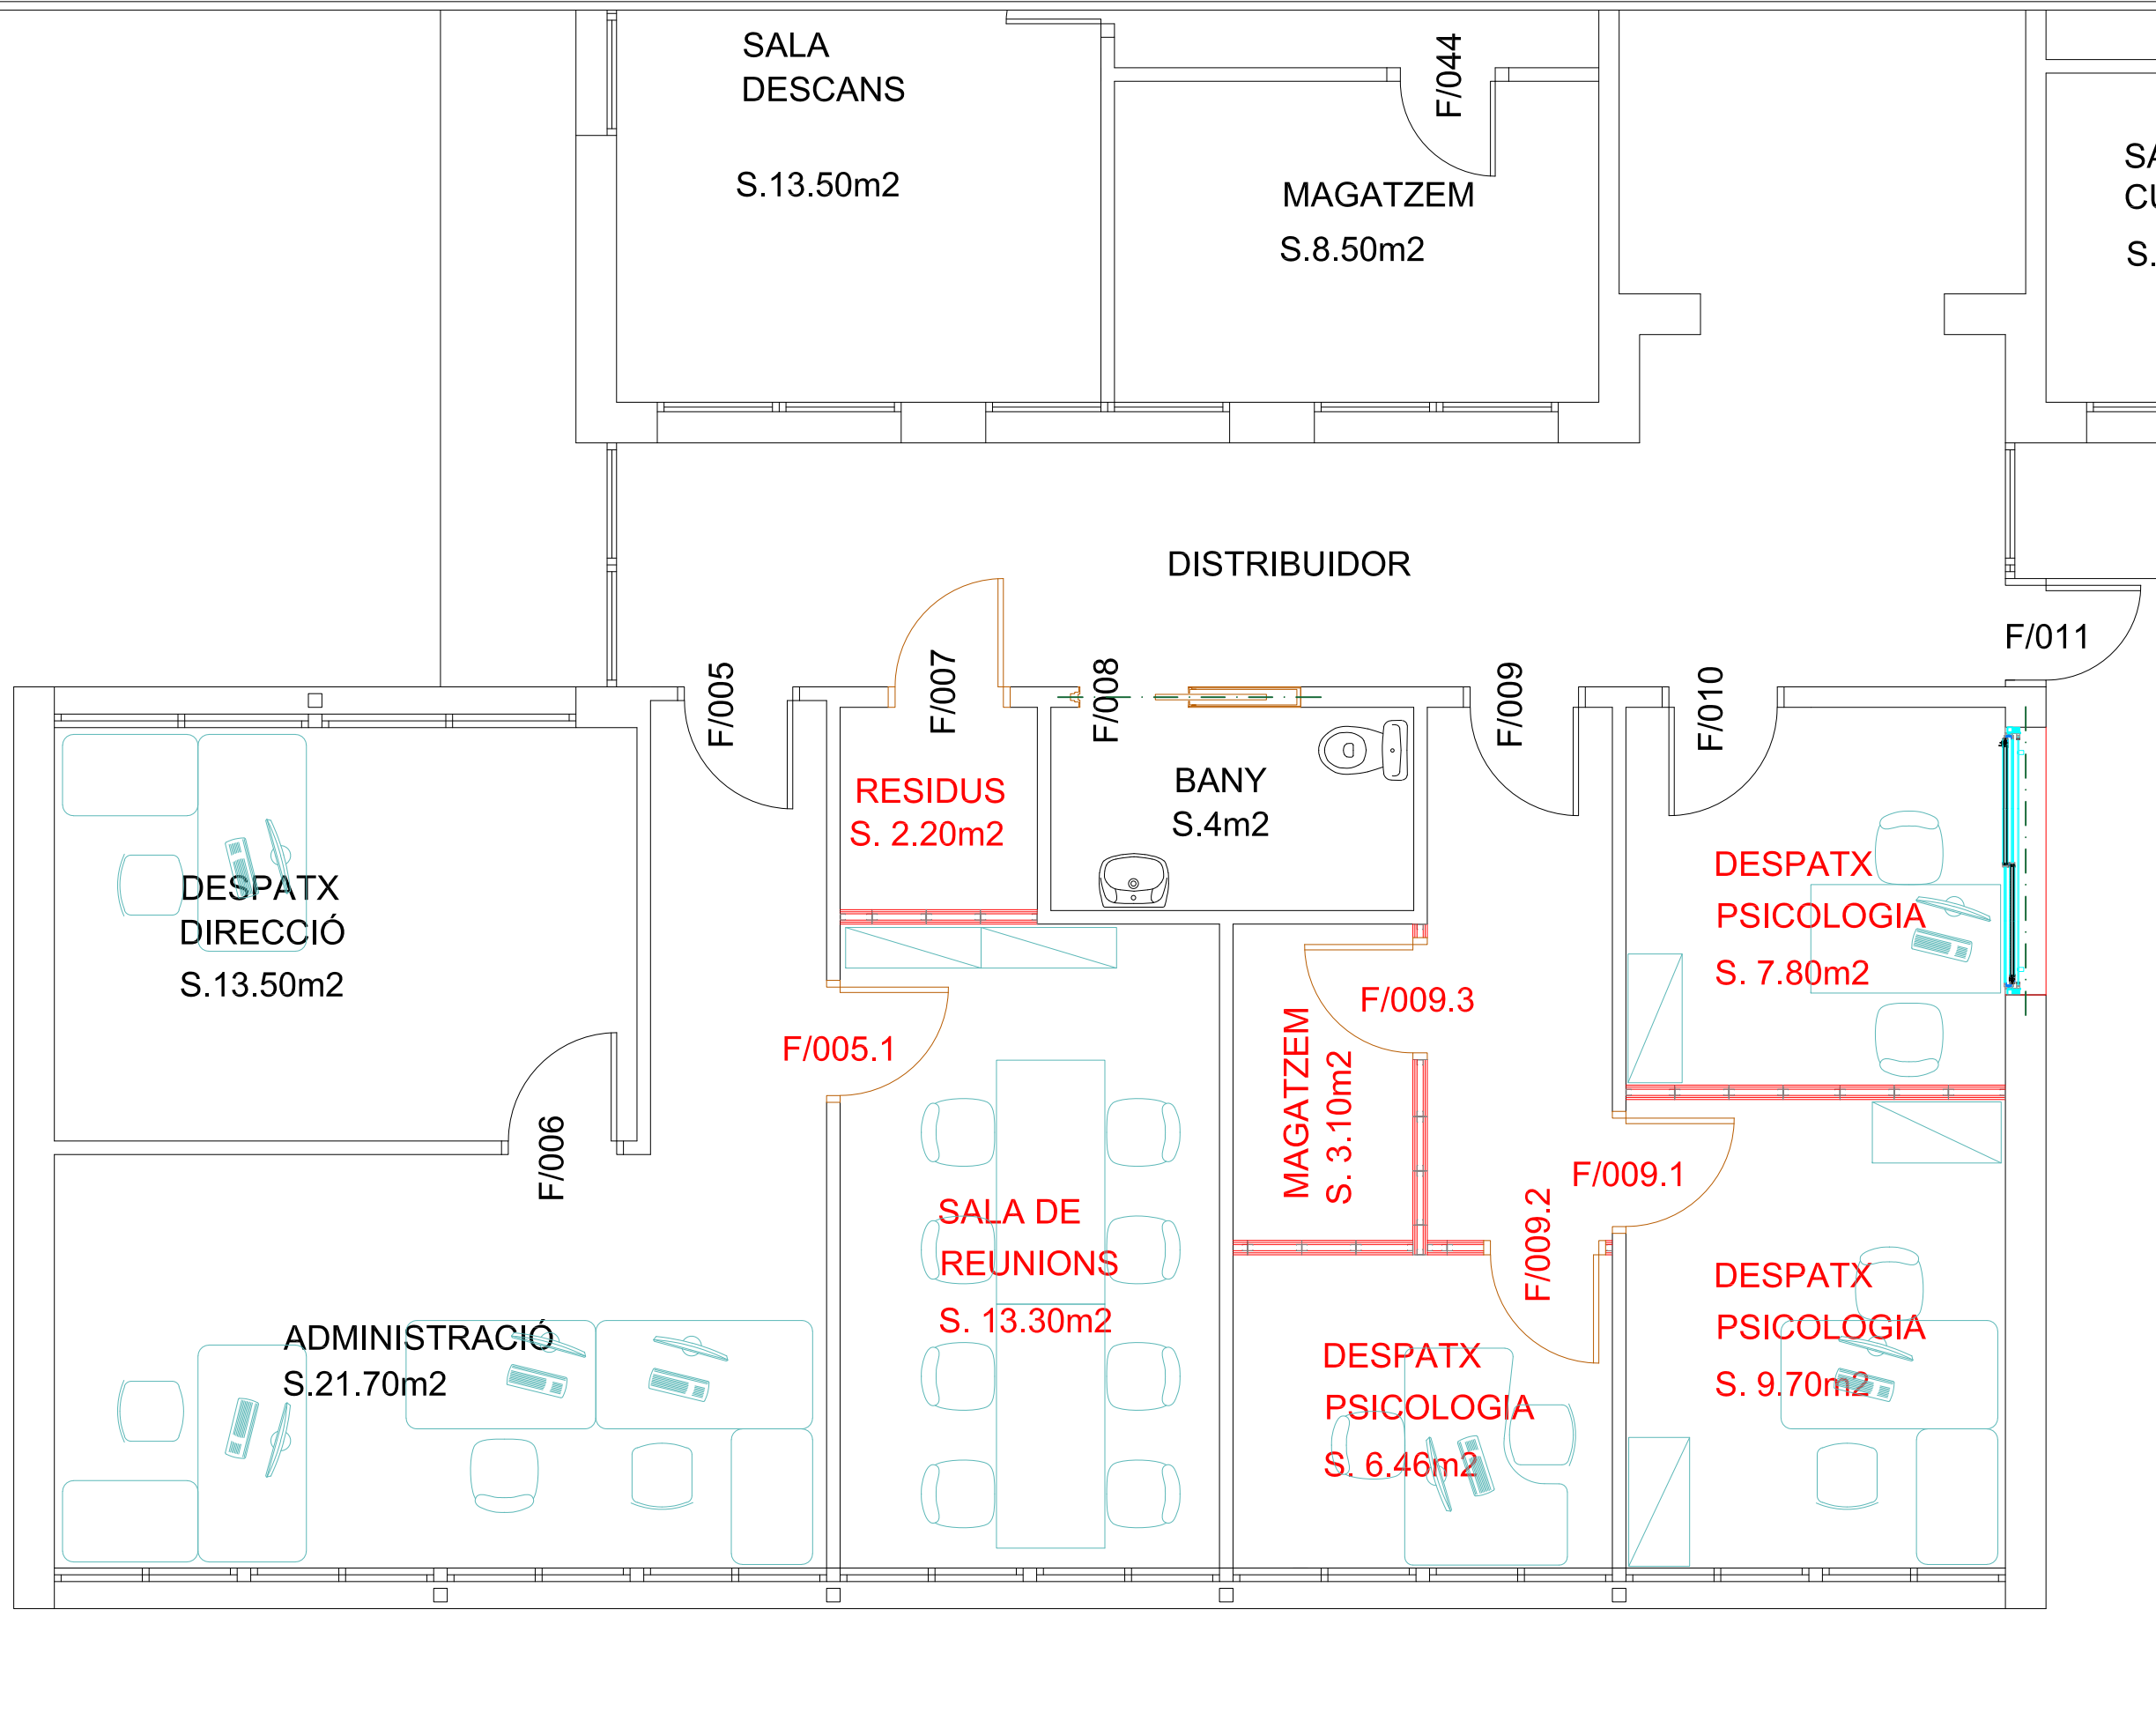 SALA
DESCANS
S.13.50m2
F/044
MAGATZEM
S.8.50m2
DISTRIBUIDOR
F/011
F/005
F/007
F/008
F/009
F/010
RESIDUS
S. 2.20m2
BANY
S.4m2
DESPATX
DIRECCIÓ
S.13.50m2
DESPATX
PSICOLOGIA
S. 7.80m2
F/005.1
F/009.3
MAGATZEM
S. 3.10m2
F/006
F/009.1
F/009.2
SALA DE
REUNIONS
S. 13.30m2
ADMINISTRACIÓ
S.21.70m2
DESPATX
PSICOLOGIA
S. 6.46m2
DESPATX
PSICOLOGIA
S. 9.70m2